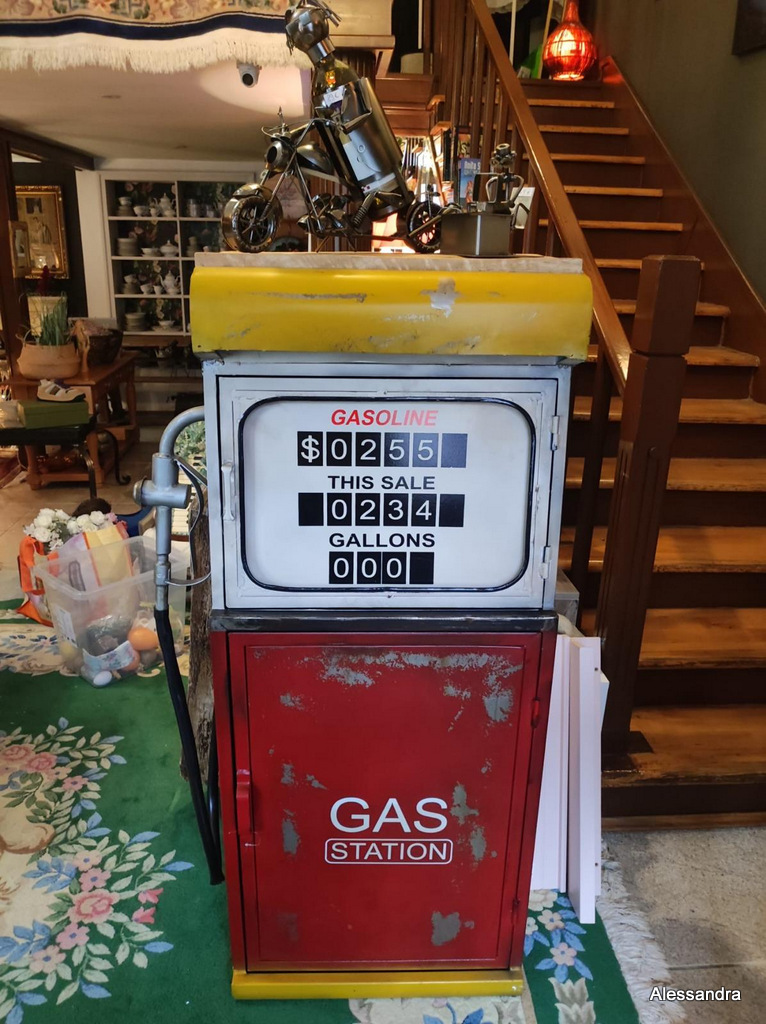 GASOLINE
$0255
THIS SALE
0234
GALLONS
000
GAS
STATION
Alessandra